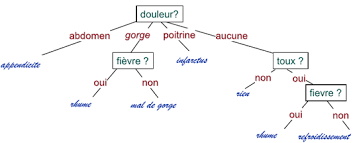 douleur?
abdomen gorge poitrine aucune
appendicite fièvre ? infarctus toux ?
oui non non oui
rhume mal de gorge rien fievre ?
oui non
rhume refroidissement